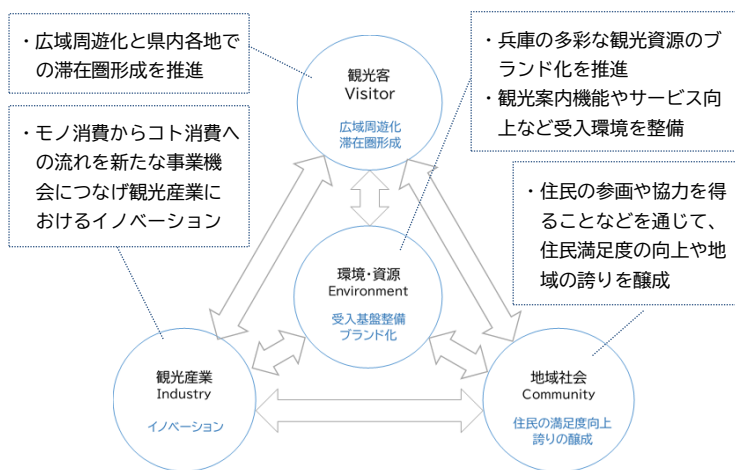 ・広域周遊化と県内各地で
の滞在圏形成を推進
・兵庫の多彩な観光資源のブ
ランド化を推進
・観光案内機能やサービス向
上など受入環境を整備
観光客
Visitor
広域周遊化
滞在圏形成
・モノ消費からコト消費へ
の流れを新たな事業機
会につなげ観光産業に
おけるイノベーション
・住民の参画や協力を得
ることなどを通じて、
住民満足度の向上や地
域の誇りを醸成
環境・資源
Environment
受入基盤整備
ブランド化
観光産業
Industry
イノベーション
地域社会
Community
住民の満足度向上
誇りの醸成